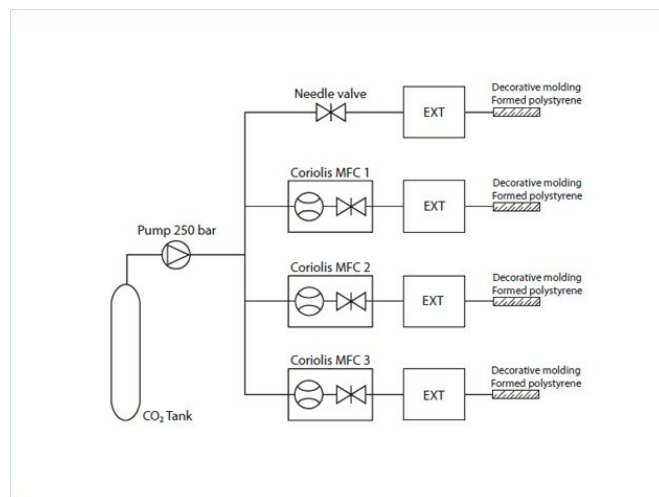 Needle valve
EXT
Decorative molding
Formed polystyrene
Coriolis MFC 1
EXT
Decorative molding
Formed polystyrene
Pump 250 bar
Coriolis MFC 2
EXT
Decorative molding
Formed polystyrene
Coriolis MFC 3
EXT
Decorative molding
Formed polystyrene
CO₂ Tank